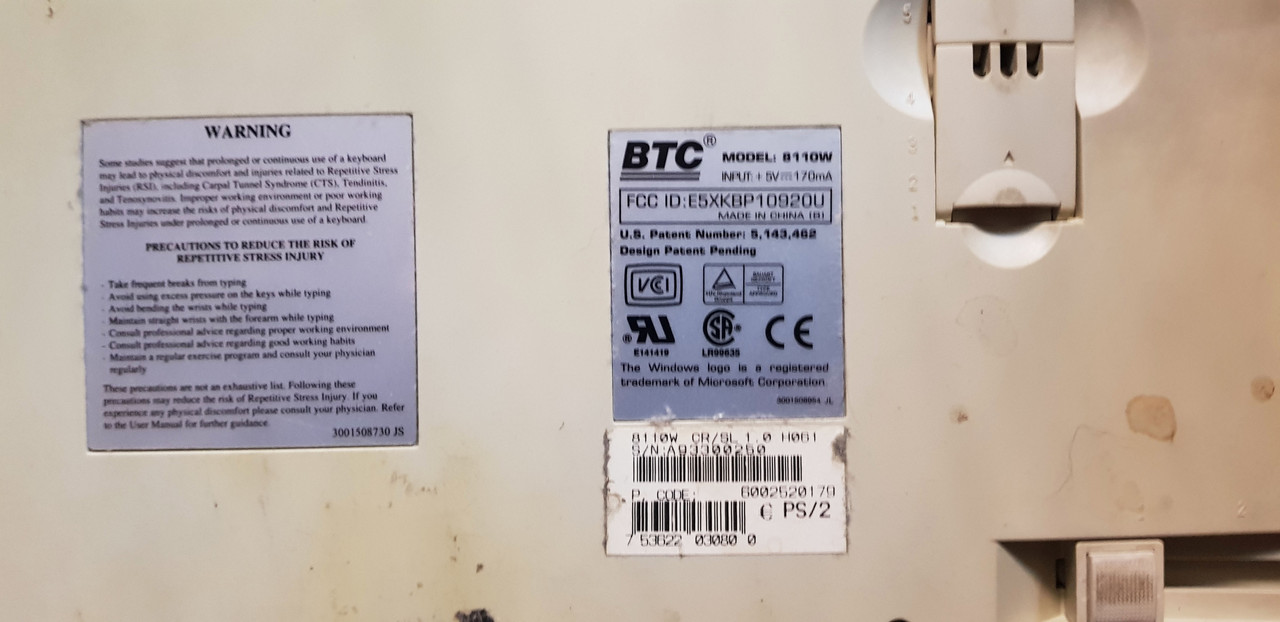 WARNING
Some studies suggest that prolonged or continuous use of a keyboard
may lead to physical discomfort and injuries related to Repetitive Stress
Injuries (RSI), including Carpal Tunnel Syndrome (CTS), Tendinitis,
and Tenosynovitis. Improper working environment or poor working
habits may increase the risks of physical discomfort and Repetitive
Stress Injuries under prolonged or continuous use of a keyboard.
PRECAUTIONS TO REDUCE THE RISK OF
REPETITIVE STRESS INJURY
- Take frequent breaks from typing
- Avoid using excess pressure on the keys while typing
- Avoid bending the wrists while typing
- Maintain straight wrists with the forearm while typing
- Consult professional advice regarding proper working environment
- Consult professional advice regarding good working habits
- Maintain a regular exercise program and consult your physician
regularly
These precautions are not an exhaustive list. Following these
precautions may reduce the risk of Repetitive Stress Injury. If you
experience any physical discomfort please consult your physician. Refer
to the User Manual for further guidance.
3001508730 JS
BTC®
MODEL: 8110W
INPUT: +5V⎓170mA
FCC ID:E5XKBP10920U
MADE IN CHINA (B)
U.S. Patent Number: 5,143,462
Design Patent Pending
VCI
APPROVED
® RU
E141419
SA®
LR99635
CE
The Windows logo is a registered
trademark of Microsoft Corporation
3001508854 JL
8110W CR/SL 1.0 H061
S/N:A93300250
P. CODE: 6002520179
€ PS/2
7 53622 03080 0
5
4
3
2
1
2